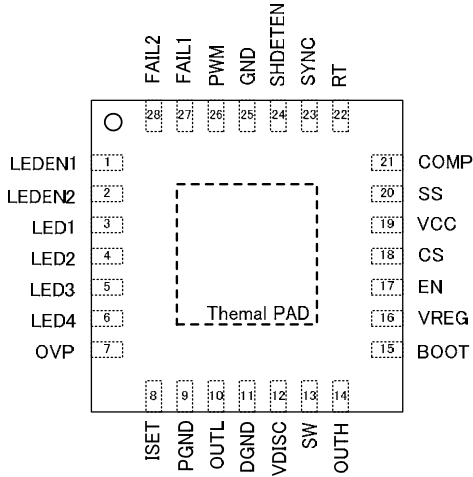 FAIL2 FAIL1 PWM GND SHDETEN SYNC RT
28 27 26 25 24 23 22
LEDEN1 1 21 COMP
LEDEN2 2 20 SS
LED1 3 19 VCC
LED2 4 18 CS
LED3 5 17 EN
LED4 6 Themal PAD 16 VREG
OVP 7 15 BOOT
8 9 10 11 12 13 14
ISET PGND OUTL DGND VDISC SW OUTH